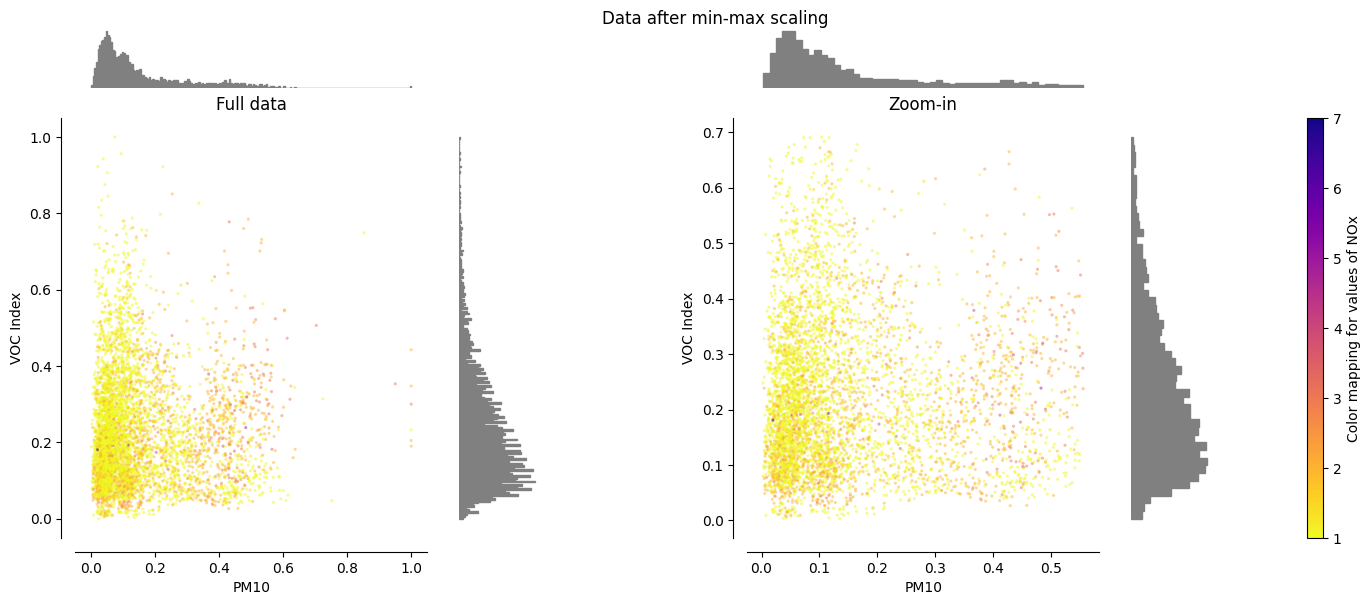 Data after min-max scaling
Full data
1.0
0.8
0.6
0.4
0.2
0.0
VOC Index
0.0 0.2 0.4 0.6 0.8 1.0
PM10
Zoom-in
0.7
0.6
0.5
0.4
0.3
0.2
0.1
0.0
VOC Index
0.0 0.1 0.2 0.3 0.4 0.5
PM10
7
6
5
4
3
2
1
Color mapping for values of NOx